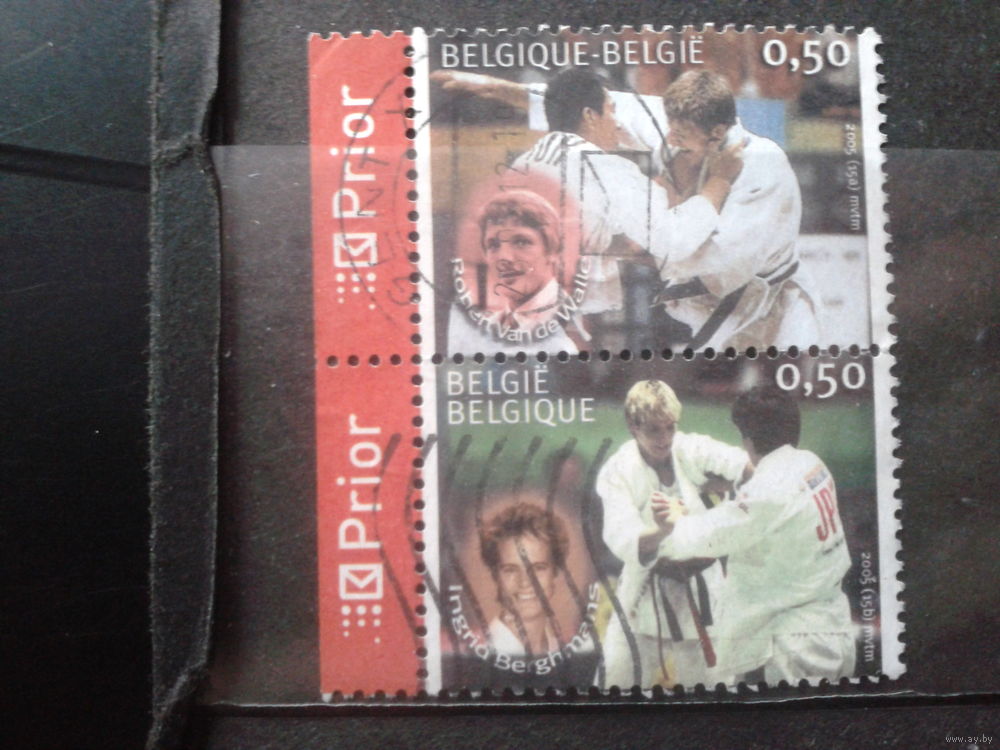 Prior
BELGIQUE-BELGIË 0,50
2005 (15a) mvtm
Robert Van de Walle
Prior
BELGIË 0,50
BELGIQUE
JP
2005 (15b) mvtm
Ingrid Berghmans
www.ay.by